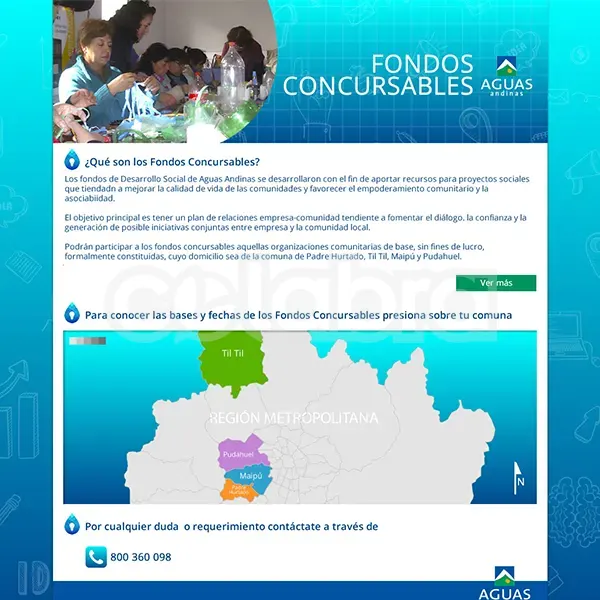 FONDOS
CONCURSABLES
AGUAS
andinas
¿Qué son los Fondos Concursables?
Los fondos de Desarrollo Social de Aguas Andinas se desarrollaron con el fin de aportar recursos para proyectos sociales
que tiendadn a mejorar la calidad de vida de las comunidades y favorecer el empoderamiento comunitario y la
asociabiidad.
El objetivo principal es tener un plan de relaciones empresa-comunidad tendiente a fomentar el diálogo, la confianza y la
generación de posible iniciativas conjuntas entre empresa y la comunidad local.
Podrán participar a los fondos concursables aquellas organizaciones comunitarias de base, sin fines de lucro,
formalmente constituidas, cuyo domicilio sea de la comuna de Padre Hurtado, Til Til, Maipú y Pudahuel.
Ver más
colabra
Para conocer las bases y fechas de los Fondos Concursables presiona sobre tu comuna
Til Til
REGIÓN METROPOLITANA
Pudahuel
Maipú
Padre
Hurtado
N
Por cualquier duda o requerimiento contáctate a través de
800 360 098
ID
AGUAS